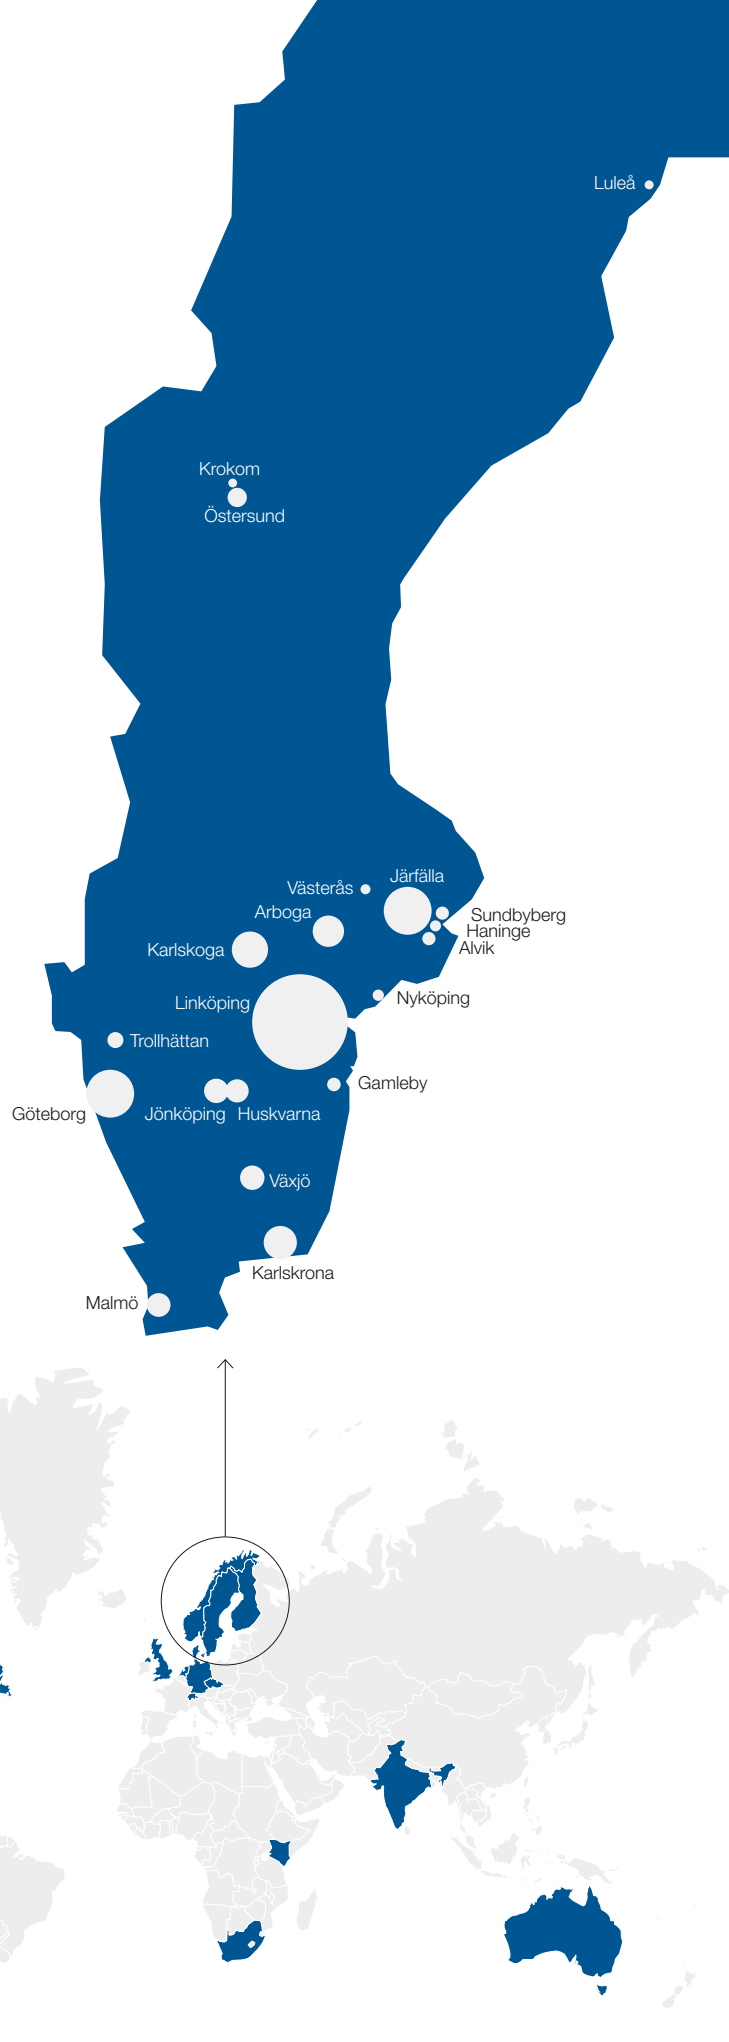 Luleå
Krokom
Östersund
Järfälla
Västerås
Arboga
Sundbyberg
Haninge
Alvik
Karlskoga
Nyköping
Linköping
Trollhättan
Gamleby
Göteborg
Jönköping
Huskvarna
Växjö
Karlskrona
Malmö